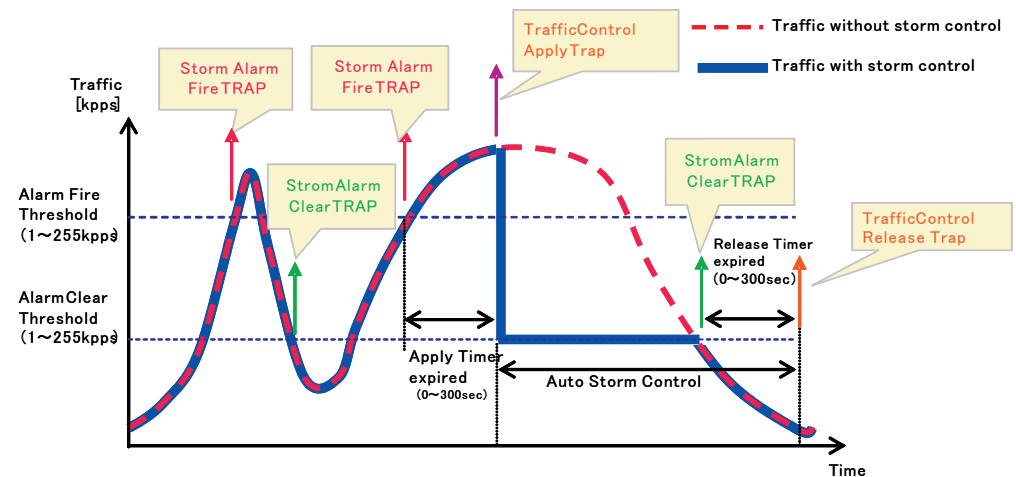 Traffic without storm control
Traffic with storm control
TrafficControl
ApplyTrap
Storm Alarm
FireTRAP
Storm Alarm
FireTRAP
Traffic
[kpps]
StromAlarm
ClearTRAP
StromAlarm
ClearTRAP
Alarm Fire
Threshold
(1～255kpps)
TrafficControl
Release Trap
Release Timer
expired
(0～300sec)
AlarmClear
Threshold
(1～255kpps)
Apply Timer
expired
(0～300sec)
Auto Storm Control
Time